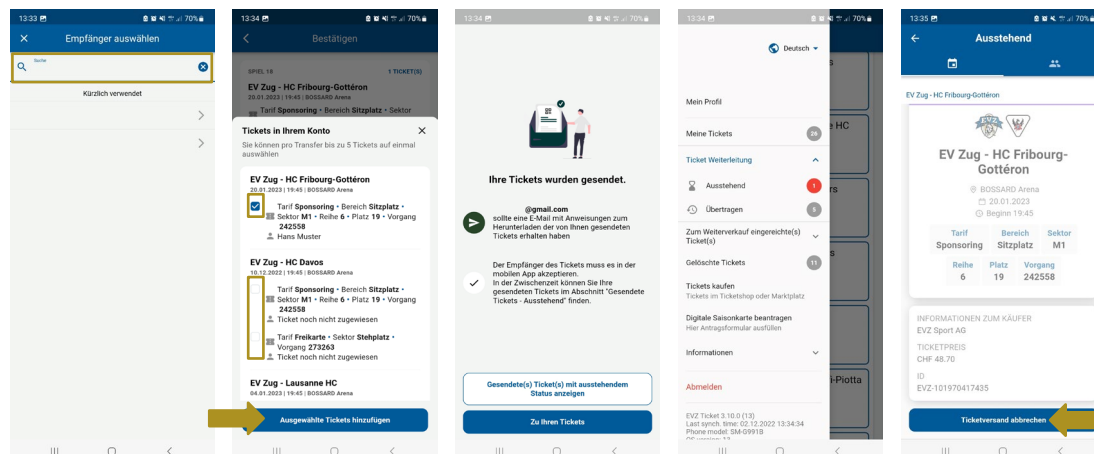 13:33
70%
Empfänger auswählen
Suche
Kürzlich verwendet
13:34
70%
Bestätigen
SPIEL 18 1 TICKET(S)
EV Zug - HC Fribourg-Gottéron
20.01.2023 | 19:45 | BOSSARD Arena
Tarif Sponsoring • Bereich Sitzplatz • Sektor
Tickets in Ihrem Konto
Sie können pro Transfer bis zu 5 Tickets auf einmal
auswählen
EV Zug - HC Fribourg-Gottéron
20.01.2023 | 19:45 | BOSSARD Arena
Tarif Sponsoring • Bereich Sitzplatz •
Sektor M1 • Reihe 6 • Platz 19 • Vorgang
242558
Hans Muster
EV Zug - HC Davos
10.12.2022 | 19:45 | BOSSARD Arena
Tarif Sponsoring • Bereich Sitzplatz •
Sektor M1 • Reihe 6 • Platz 19 • Vorgang
242558
Ticket noch nicht zugewiesen
Tarif Freikarte • Sektor Stehplatz •
Vorgang 273263
Ticket noch nicht zugewiesen
EV Zug - Lausanne HC
04.01.2023 | 19:45 | BOSSARD Arena
Ausgewählte Tickets hinzufügen
13:34
70%
Ihre Tickets wurden gesendet.
@gmail.com
sollte eine E-Mail mit Anweisungen zum
Herunterladen der von Ihnen gesendeten
Tickets erhalten haben
Der Empfänger des Tickets muss es in der
mobilen App akzeptieren.
In der Zwischenzeit können Sie Ihre
gesendeten Tickets im Abschnitt "Gesendete
Tickets - Ausstehend" finden.
Gesendete(s) Ticket(s) mit ausstehendem
Status anzeigen
Zu Ihren Tickets
13:34
70%
Deutsch
Mein Profil
Meine Tickets 26
Ticket Weiterleitung
Ausstehend 1
Übertragen 5
Zum Weiterverkauf eingereichte(s)
Ticket(s)
Gelöschte Tickets 11
Tickets kaufen
Tickets im Ticketshop oder Marktplatz
Digitale Saisonkarte beantragen
Hier Antragsformular ausfüllen
Informationen
Abmelden
EVZ Ticket 3.10.0 (13)
Last synch. time: 02.12.2022 13:34:34
Phone model: SM-G991B
OS version: 13
HC
i-Piotta
13:35
70%
Ausstehend
EV Zug - HC Fribourg-Gottéron
EV Zug - HC Fribourg-
Gottéron
BOSSARD Arena
20.01.2023
Beginn 19:45
Tarif Bereich Sektor
Sponsoring Sitzplatz M1
Reihe Platz Vorgang
6 19 242558
INFORMATIONEN ZUM KÄUFER
EVZ Sport AG
TICKETPREIS
CHF 48.70
ID
EVZ-101970417435
Ticketversand abbrechen